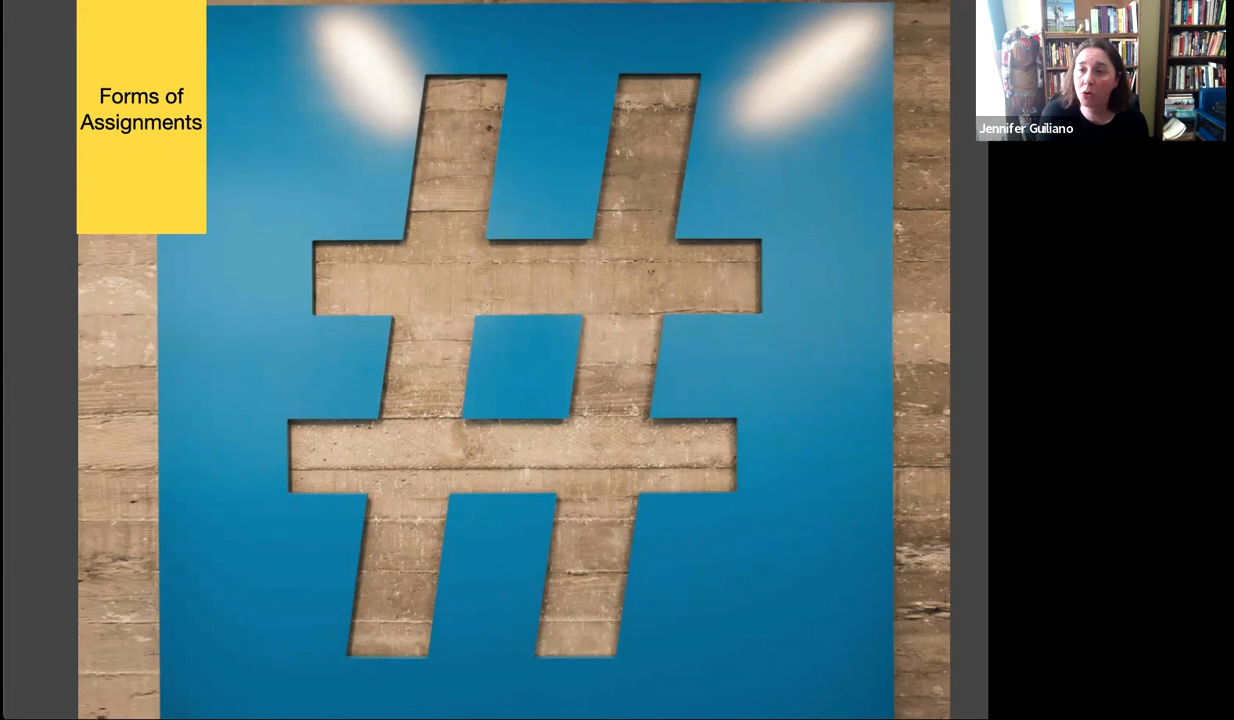 Forms of
Assignments
#
Jennifer Guiliano